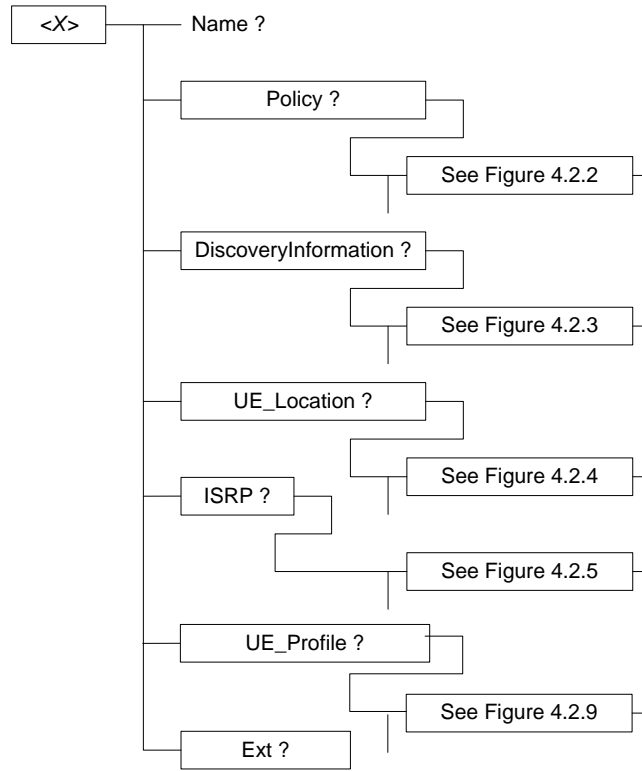 <X>
Name ?
Policy ?
See Figure 4.2.2
DiscoveryInformation ?
See Figure 4.2.3
UE_Location ?
See Figure 4.2.4
ISRP ?
See Figure 4.2.5
UE_Profile ?
See Figure 4.2.9
Ext ?